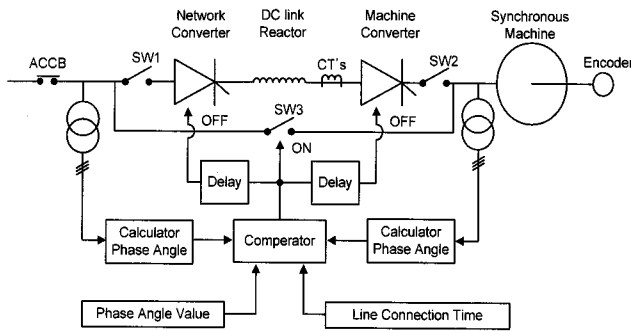 Network
Converter
DC link
Reactor
Machine
Converter
Synchronous
Machine
ACCB
SW1
CT's
SW2
Encoder
OFF
SW3
OFF
ON
Delay
Delay
Calculator
Phase Angle
Comperator
Calculator
Phase Angle
Phase Angle Value
Line Connection Time